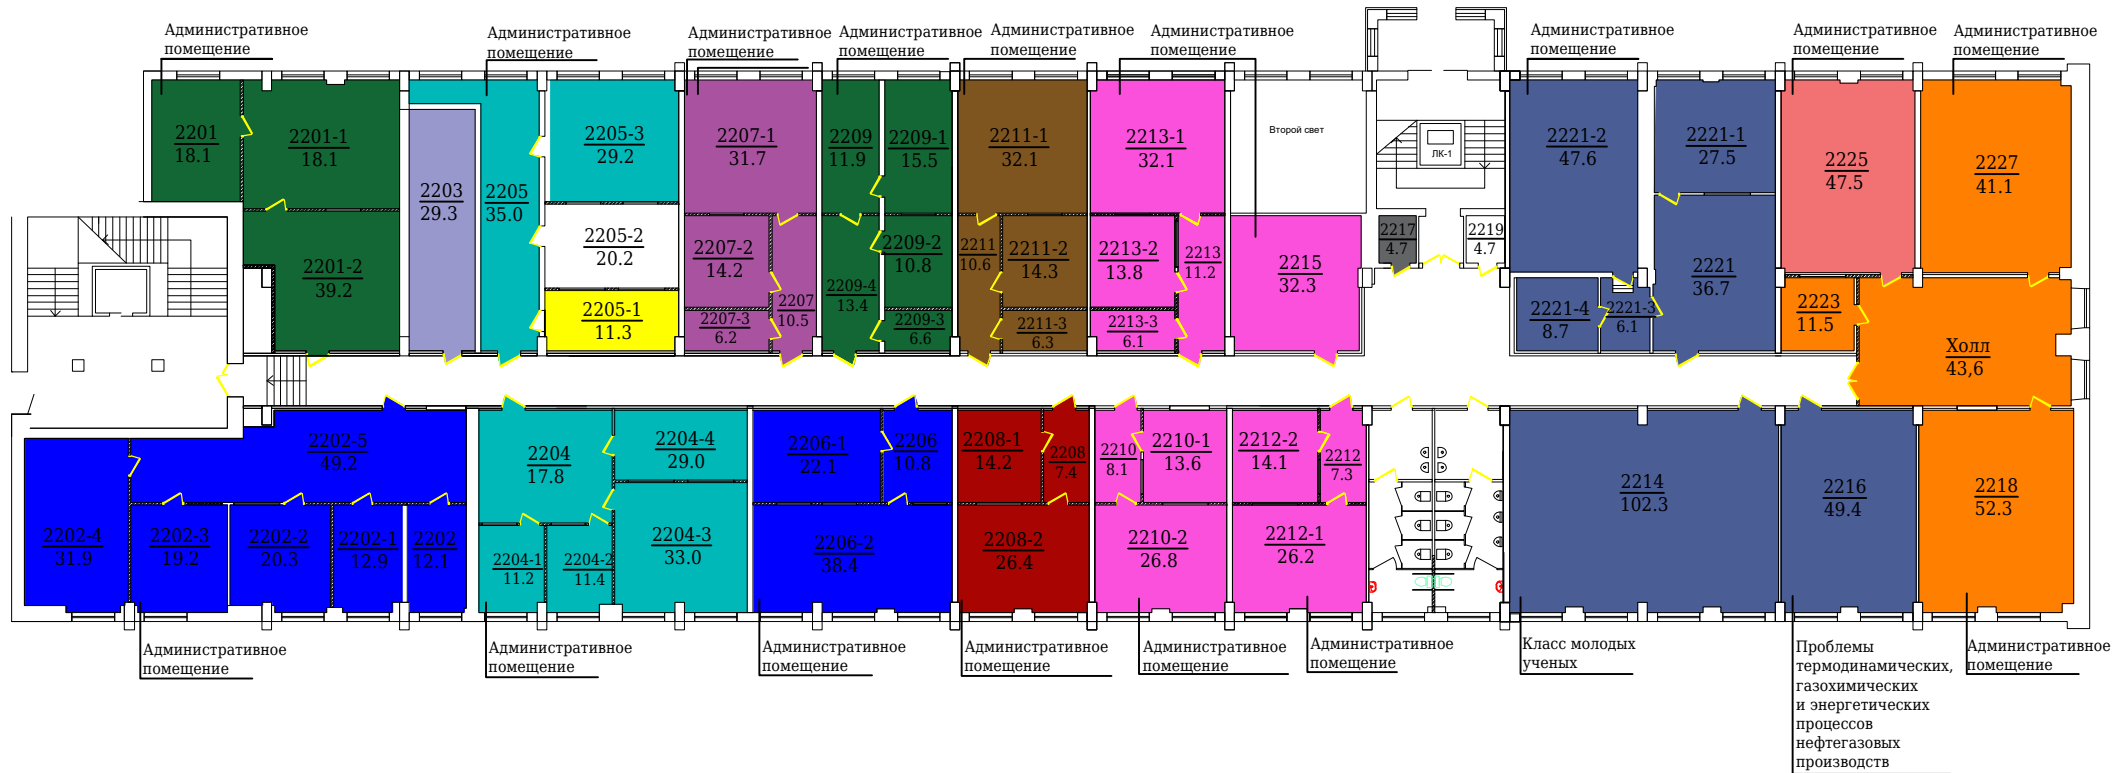 Административное
помещение
Административное
помещение
Административное
помещение
Административное
помещение
Административное
помещение
Административное
помещение
Административное
помещение
Административное
помещение
Административное
помещение
2201
18.1
2201-1
18.1
2201-2
39.2
2203
29.3
2205
35.0
2205-3
29.2
2205-2
20.2
2205-1
11.3
2207-1
31.7
2207-2
14.2
2207-3
6.2
2207
10.5
2209
11.9
2209-1
15.5
2209-2
10.8
2209-4
13.4
2209-3
6.6
2211-1
32.1
2211
10.6
2211-2
14.3
2211-3
6.3
2213-1
32.1
2213-2
13.8
2213
11.2
2213-3
6.1
Второй свет
2215
32.3
ЛК-1
2217
4.7
2219
4.7
2221-2
47.6
2221-1
27.5
2221
36.7
2221-4
8.7
2221-3
6.1
2225
47.5
2223
11.5
2227
41.1
Холл
43,6
2202-5
49.2
2202-4
31.9
2202-3
19.2
2202-2
20.3
2202-1
12.9
2202
12.1
2204
17.8
2204-4
29.0
2204-1
11.2
2204-2
11.4
2204-3
33.0
2206-1
22.1
2206
10.8
2206-2
38.4
2208-1
14.2
2208
7.4
2208-2
26.4
2210
8.1
2210-1
13.6
2210-2
26.8
2212-2
14.1
2212
7.3
2212-1
26.2
2214
102.3
2216
49.4
2218
52.3
Административное
помещение
Административное
помещение
Административное
помещение
Административное
помещение
Административное
помещение
Административное
помещение
Класс молодых
ученых
Проблемы
термодинамических,
газохимических
и энергетических
процессов
нефтегазовых
производств
Административное
помещение